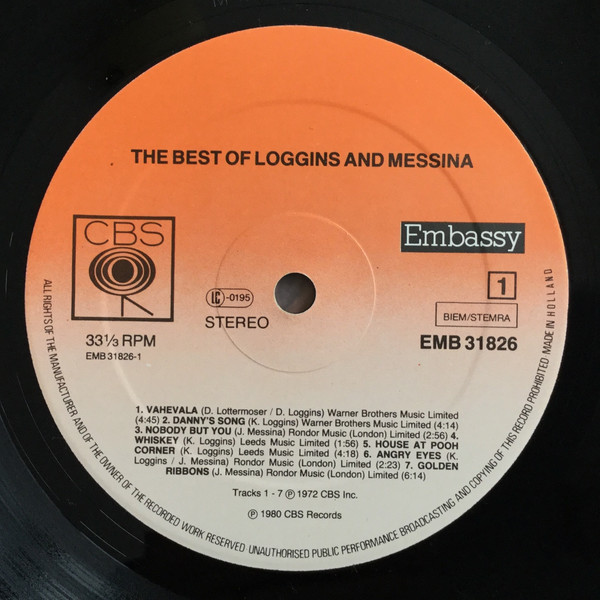 THE BEST OF LOGGINS AND MESSINA
CBS
Embassy
1
LC-0195
STEREO
BIEM/STEMRA
33⅓ RPM
EMB 31826-1
EMB 31826
1. VAHEVALA (D. Lottermoser / D. Loggins) Warner Brothers Music Limited
(4:45) 2. DANNY'S SONG (K. Loggins) Warner Brothers Music Limited (4:14)
3. NOBODY BUT YOU (J. Messina) Rondor Music (London) Limited (2:56) 4.
WHISKEY (K. Loggins) Leeds Music Limited (1:56) 5. HOUSE AT POOH
CORNER (K. Loggins) Leeds Music Limited (4:18) 6. ANGRY EYES (K.
Loggins / J. Messina) Rondor Music (London) Limited (2:23) 7. GOLDEN
RIBBONS (J. Messina) Rondor Music (London) Limited (6:14)
Tracks 1 - 7 ℗ 1972 CBS Inc.
℗ 1980 CBS Records
ALL RIGHTS OF THE MANUFACTURER AND OF THE OWNER OF THE RECORDED WORK RESERVED UNAUTHORISED PUBLIC PERFORMANCE BROADCASTING AND COPYING OF THIS RECORD PROHIBITED MADE IN HOLLAND